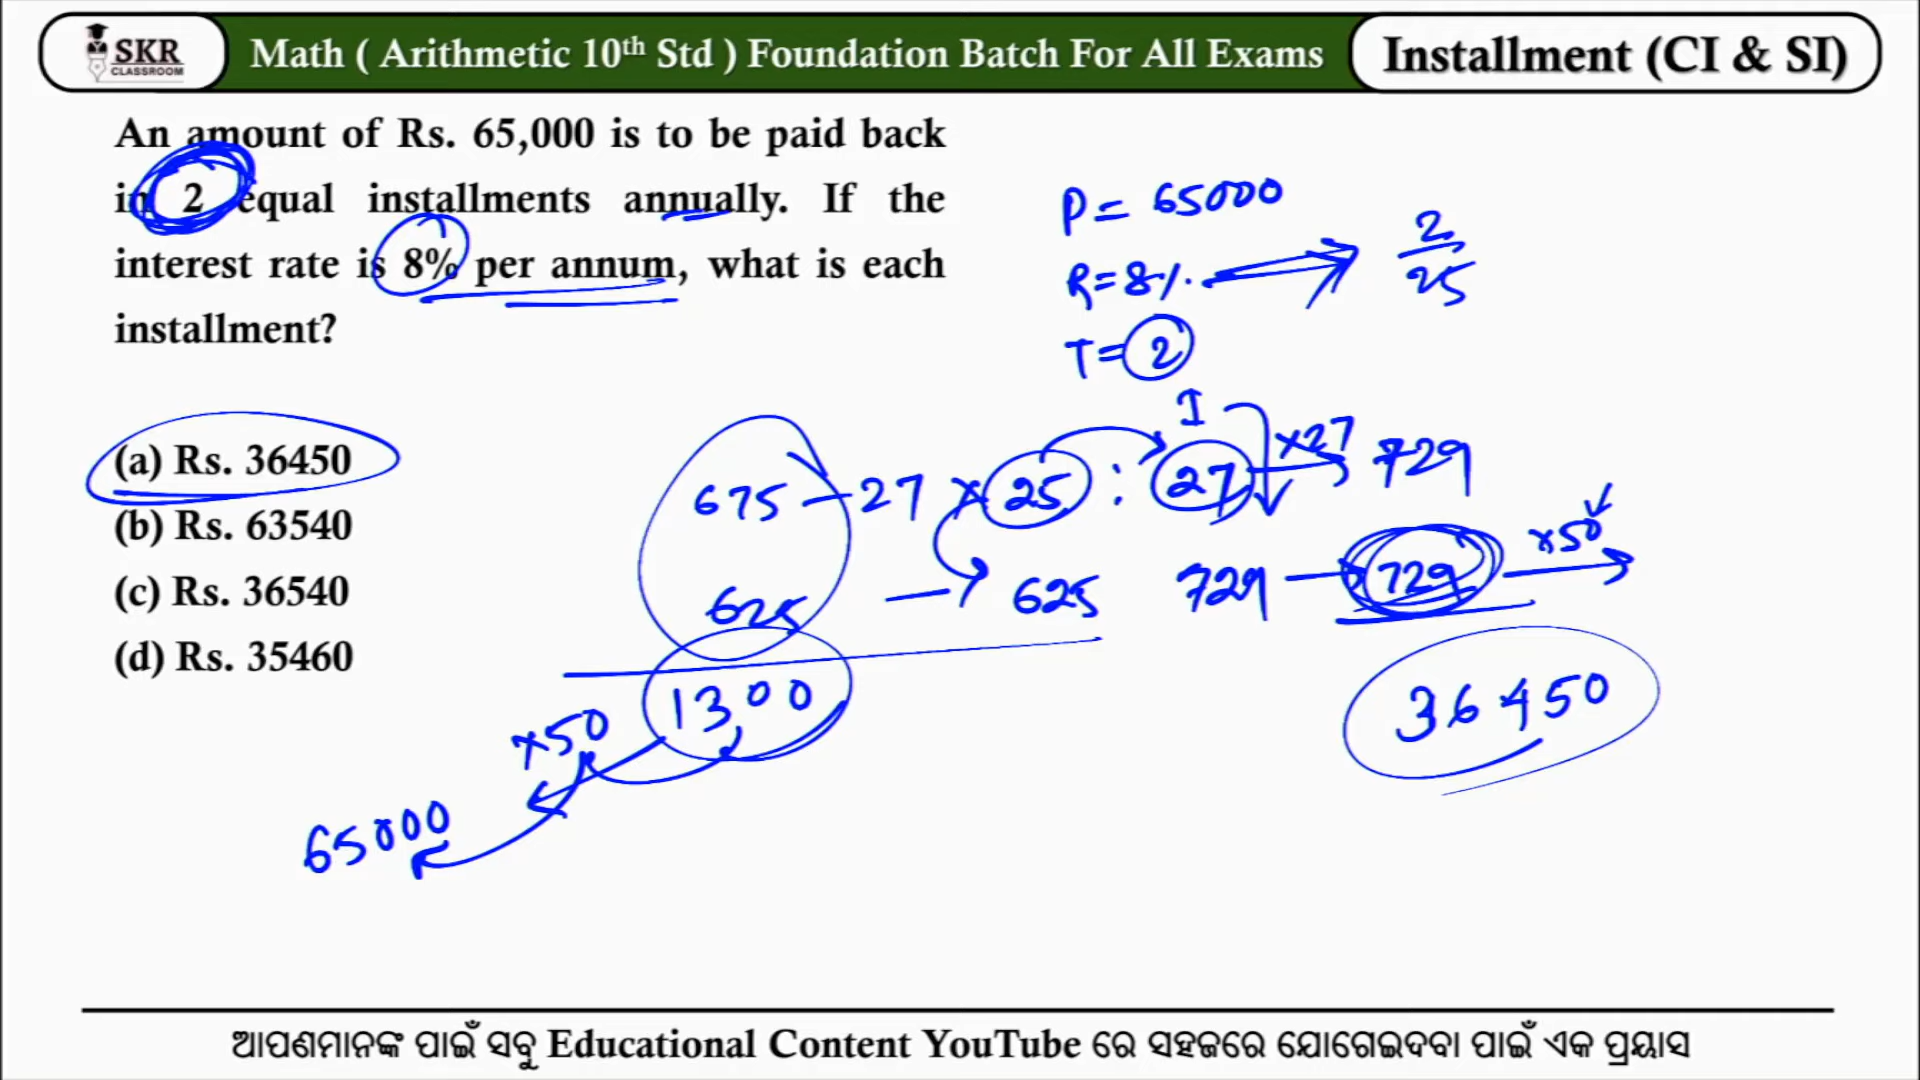 SKR
CLASSROOM
Math ( Arithmetic 10th Std ) Foundation Batch For All Exams
Installment (CI & SI)
An amount of Rs. 65,000 is to be paid back
in 2 equal installments annually. If the
interest rate is 8% per annum, what is each
installment?
(a) Rs. 36450
(b) Rs. 63540
(c) Rs. 36540
(d) Rs. 35460
P = 65000
R = 8%
2
25
T = 2
I
675 — 27 × 25 : 27 ×27 729
625 — 625 729 — 729 ×50
1300
×50
65000
36450
ଆପଣମାନଙ୍କ ପାଇଁ ସବୁ Educational Content YouTube ରେ ସହଜରେ ଯୋଗେଇଦବା ପାଇଁ ଏକ ପ୍ରୟାସ